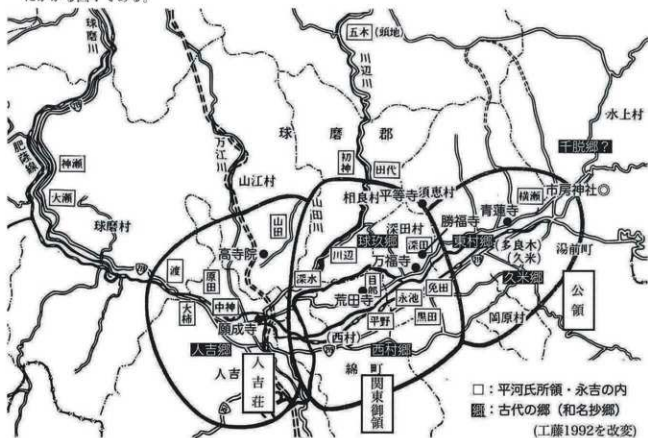 五木(頭地)
球磨川
川辺川
水上村
球磨郡
千脱郷?
万江川
肥薩線
神瀬
初神
田代
市房神社◎
大瀬
山江村
山田川
相良村
平等寺
須恵村
青蓮寺
横瀬
勝福寺
球磨村
山田
深田村
球玖郷
東村郷
(多良木)
(久米)
湯前町
高寺院
川辺
深田
万福寺
渡
原田
深水
目郎
免田
久米郷
公領
荒田寺
永池
大柿
中神
平野
黒田
岡原村
願成寺
(西村)
人吉郷
西村郷
錦町
人吉
人吉荘
関東御領
□:平河氏所領・永吉の内
郷:古代の郷(和名抄郷)
(工藤1992を改変)